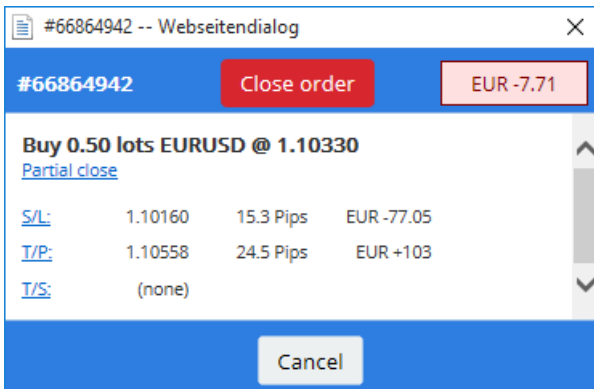 #66864942 -- Webseitendialog
#66864942 Close order EUR -7.71
Buy 0.50 lots EURUSD @ 1.10330
Partial close
S/L: 1.10160 15.3 Pips EUR -77.05
T/P: 1.10558 24.5 Pips EUR +103
T/S: (none)
Cancel